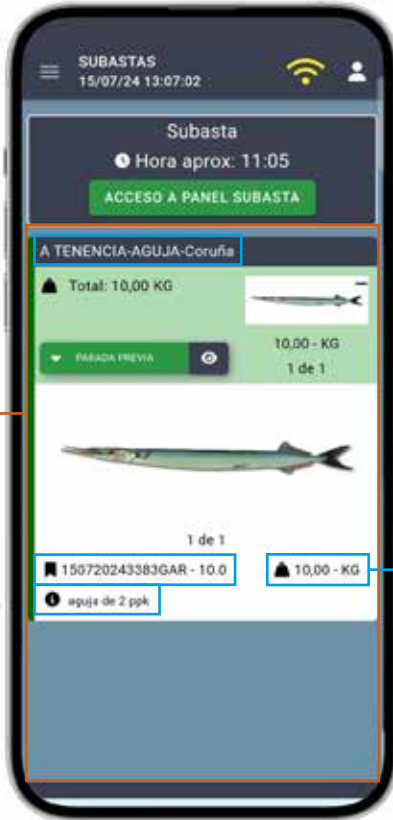 SUBASTAS
15/07/24 13:07:02
Subasta
Hora aprox: 11:05
ACCESO A PANEL SUBASTA
A TENENCIA-AGUJA-Coruña
Total: 10,00 KG
10,00 - KG
PARADA PREVIA
1 de 1
1 de 1
150720243383GAR - 10.0
10,00 - KG
aguja de 2 ppk